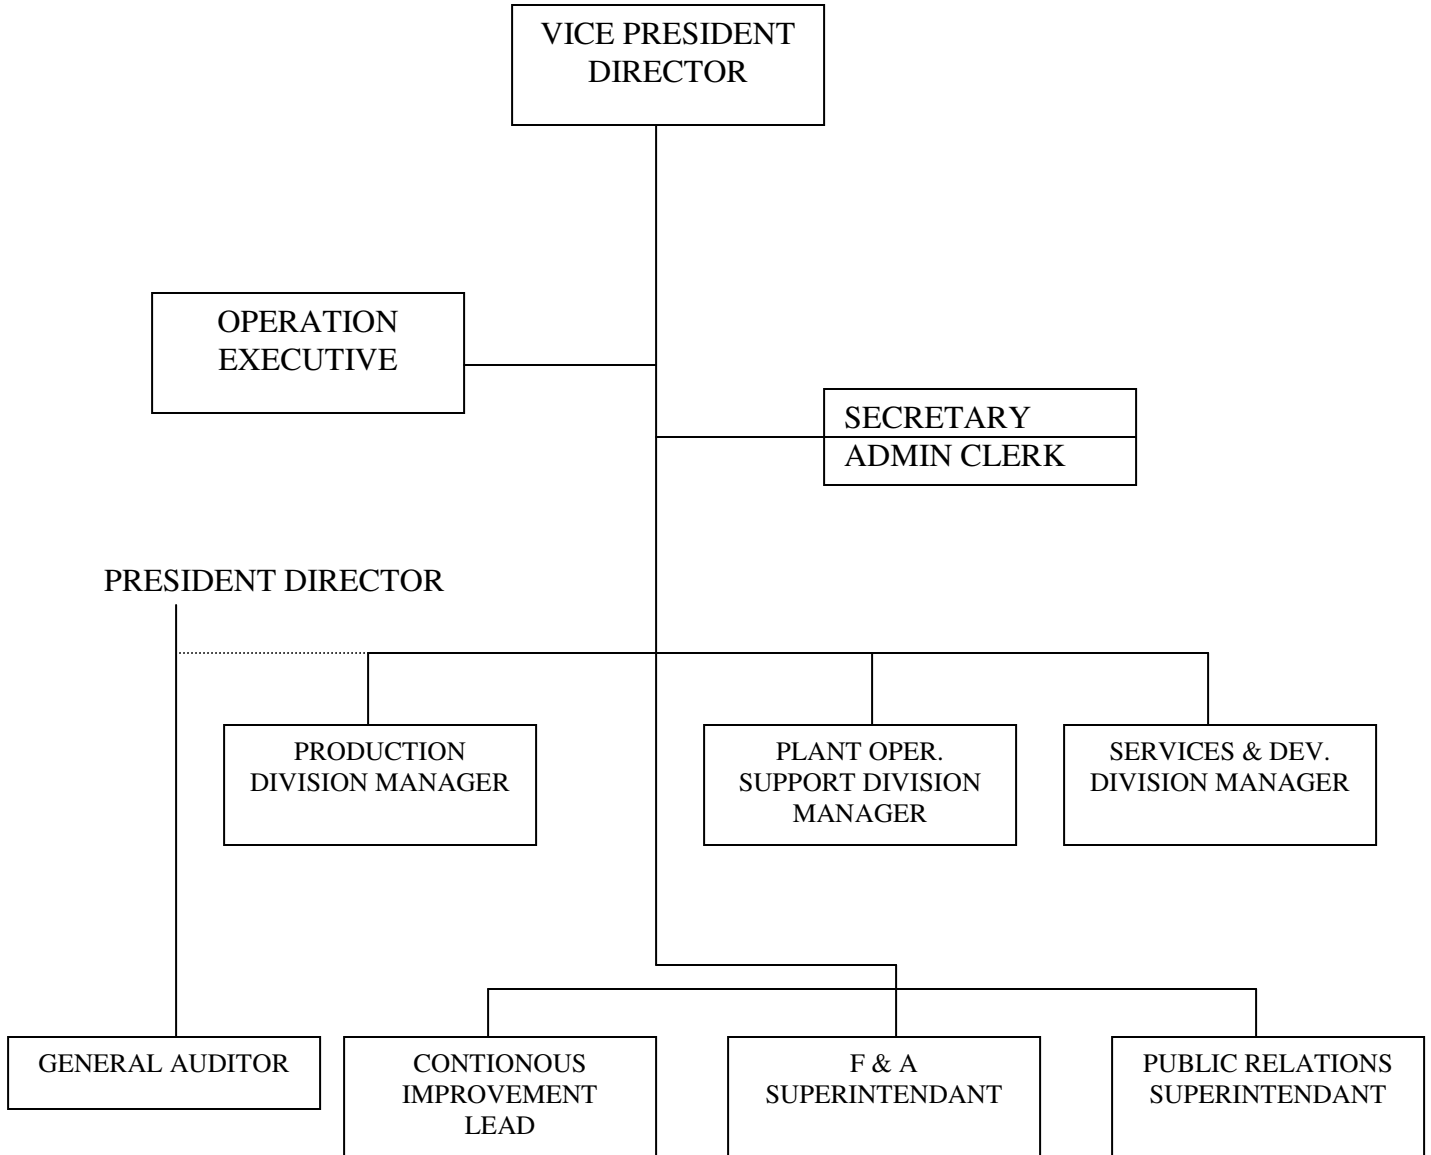 VICE PRESIDENT
DIRECTOR
OPERATION
EXECUTIVE
SECRETARY
ADMIN CLERK
PRESIDENT DIRECTOR
PRODUCTION
DIVISION MANAGER
PLANT OPER.
SUPPORT DIVISION
MANAGER
SERVICES & DEV.
DIVISION MANAGER
GENERAL AUDITOR
CONTIONOUS
IMPROVEMENT
LEAD
F & A
SUPERINTENDANT
PUBLIC RELATIONS
SUPERINTENDANT